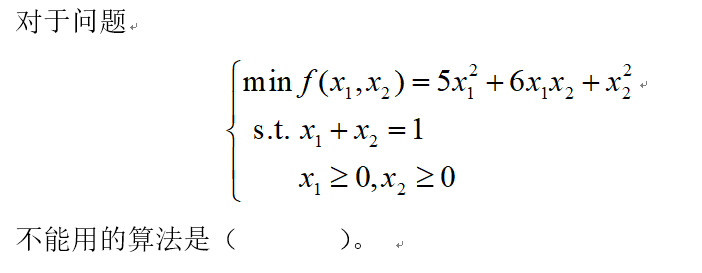 对于问题
min f(x₁,x₂) = 5x₁² + 6x₁x₂ + x₂²
s.t. x₁ + x₂ = 1
x₁ ≥ 0, x₂ ≥ 0
不能用的算法是（　　　　）。